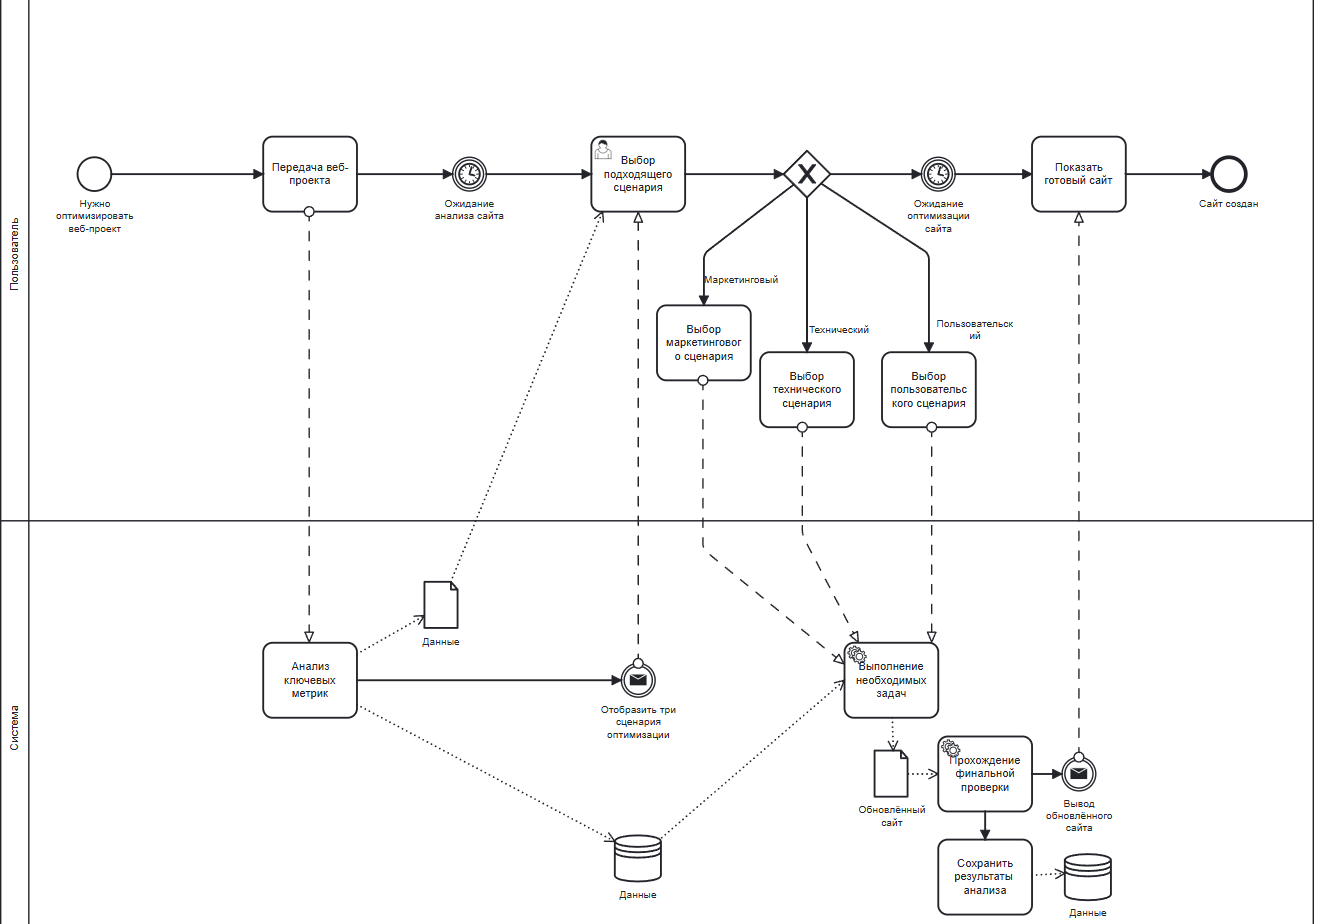 Пользователь
Нужно
оптимизировать
веб-проект
Передача веб-
проекта
Ожидание
анализа сайта
Выбор
подходящего
сценария
X
Ожидание
оптимизации
сайта
Показать
готовый сайт
Сайт создан
Маркетинговый
Технический
Пользовательск
ий
Выбор
маркетинговог
о сценария
Выбор
технического
сценария
Выбор
пользовательс
кого сценария
Система
Данные
Анализ
ключевых
метрик
Отобразить три
сценария
оптимизации
Выполнение
необходимых
задач
Обновлённый
сайт
Прохождение
финальной
проверки
Вывод
обновлённого
сайта
Данные
Сохранить
результаты
анализа
Данные